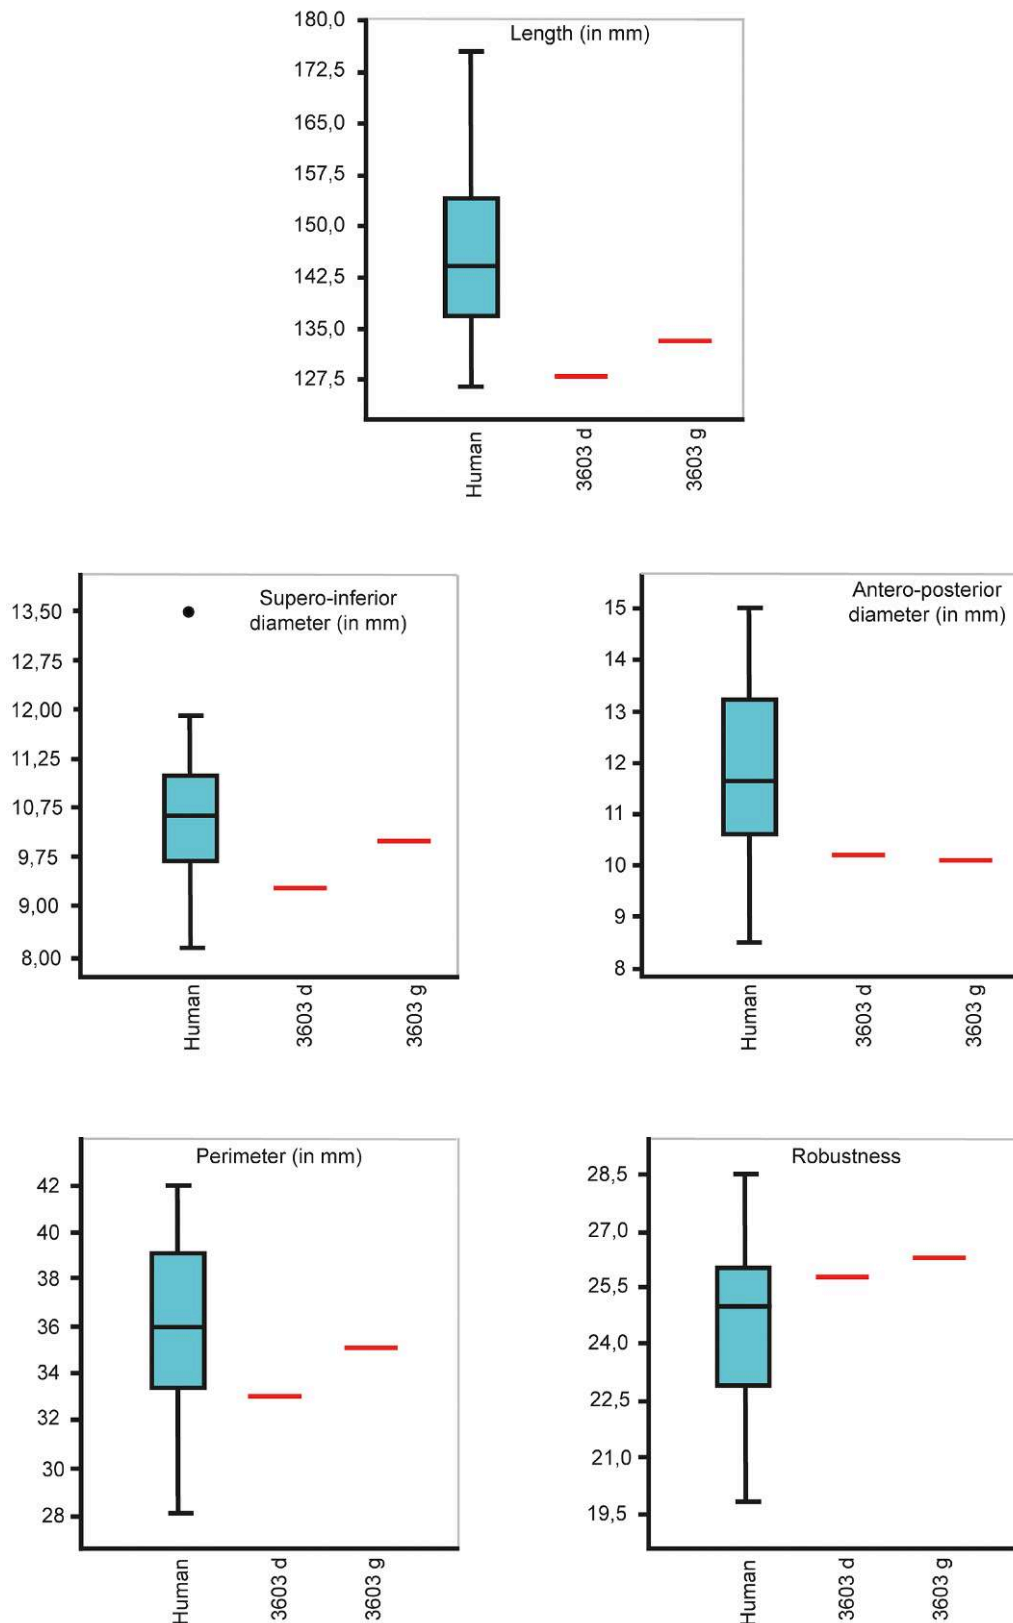 Length (in mm)
180,0
172,5
165,0
157,5
150,0
142,5
135,0
127,5
Human
3603 d
3603 g
Supero-inferior
diameter (in mm)
13,50
12,75
12,00
11,25
10,75
9,75
9,00
8,00
Human
3603 d
3603 g
Antero-posterior
diameter (in mm)
15
14
13
12
11
10
9
8
Human
3603 d
3603 g
Perimeter (in mm)
42
40
38
36
34
32
30
28
Human
3603 d
3603 g
Robustness
28,5
27,0
25,5
24,0
22,5
21,0
19,5
Human
3603 d
3603 g